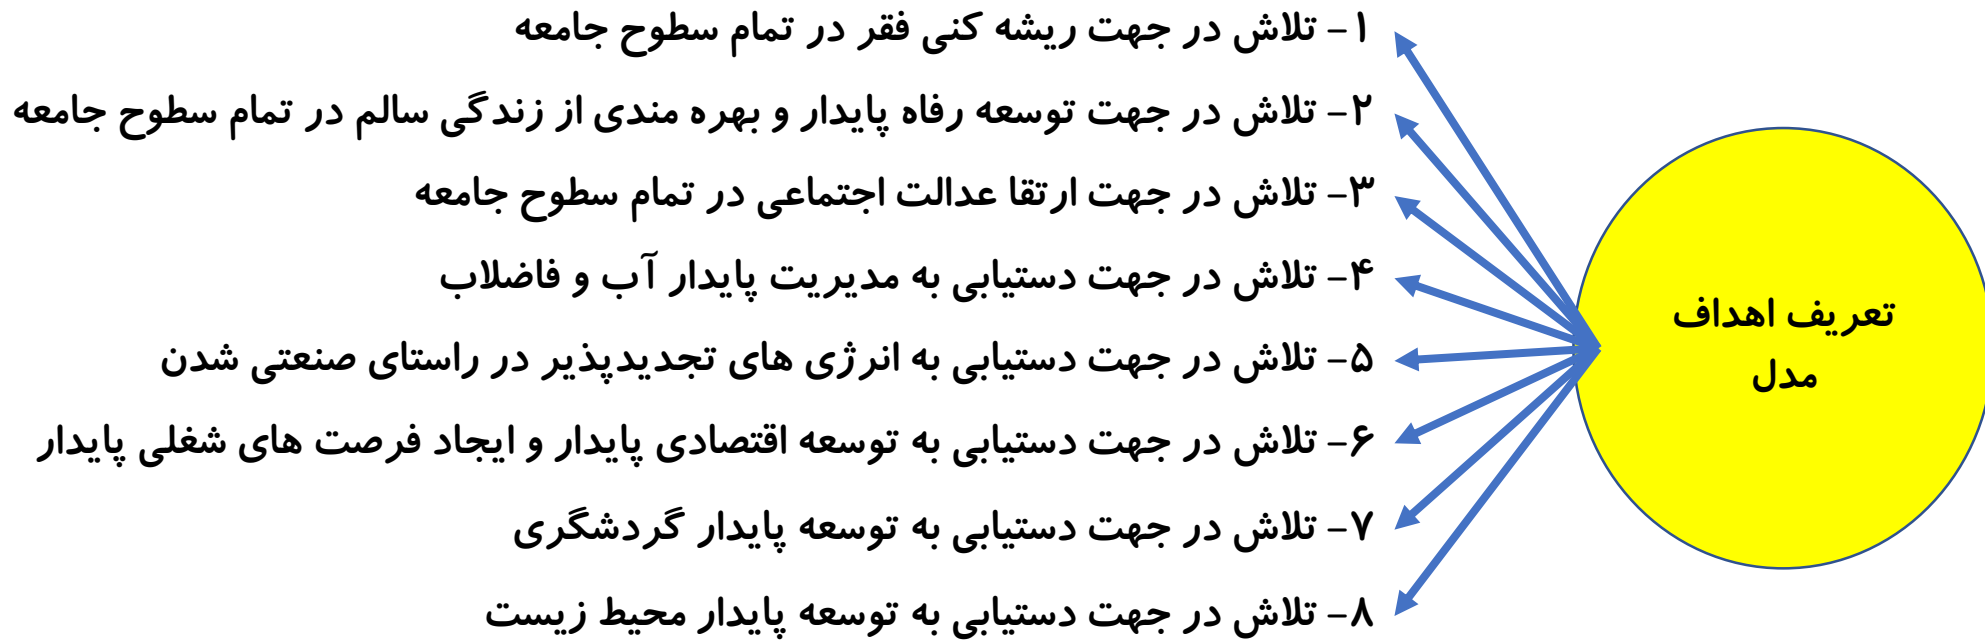 تعریف اهداف
مدل
۱- تلاش در جهت ریشه کنی فقر در تمام سطوح جامعه
۲- تلاش در جهت توسعه رفاه پایدار و بهره مندی از زندگی سالم در تمام سطوح جامعه
۳- تلاش در جهت ارتقا عدالت اجتماعی در تمام سطوح جامعه
۴- تلاش در جهت دستیابی به مدیریت پایدار آب و فاضلاب
۵- تلاش در جهت دستیابی به انرژی های تجدیدپذیر در راستای صنعتی شدن
۶- تلاش در جهت دستیابی به توسعه اقتصادی پایدار و ایجاد فرصت های شغلی پایدار
۷- تلاش در جهت دستیابی به توسعه پایدار گردشگری
۸- تلاش در جهت دستیابی به توسعه پایدار محیط زیست